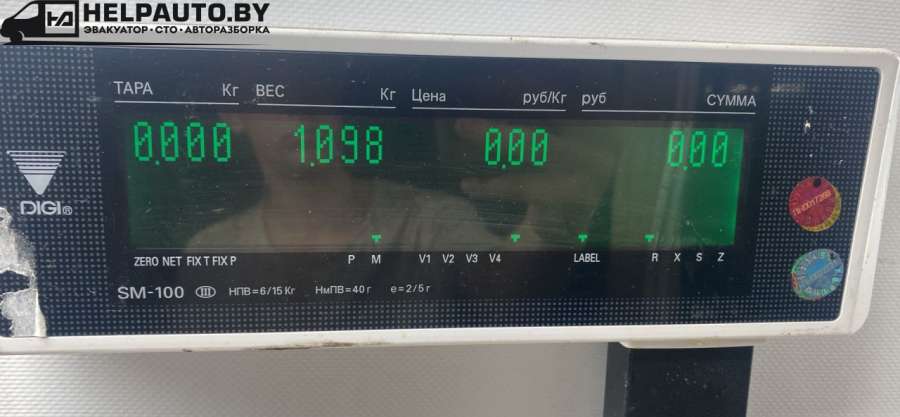 HELPAUTO.BY
ЭВАКУАТОР•СТО•АВТОРАЗБОРКА
ТАРА Кг ВЕС Кг Цена руб/Кг руб СУММА
0.000 1.098 0.00 0.00
DIGI®
ZERO NET FIX T FIX P P M V1 V2 V3 V4 LABEL R X S Z
SM-100 III НПВ=6/15 Кг НмПВ=40 г e=2/5 г